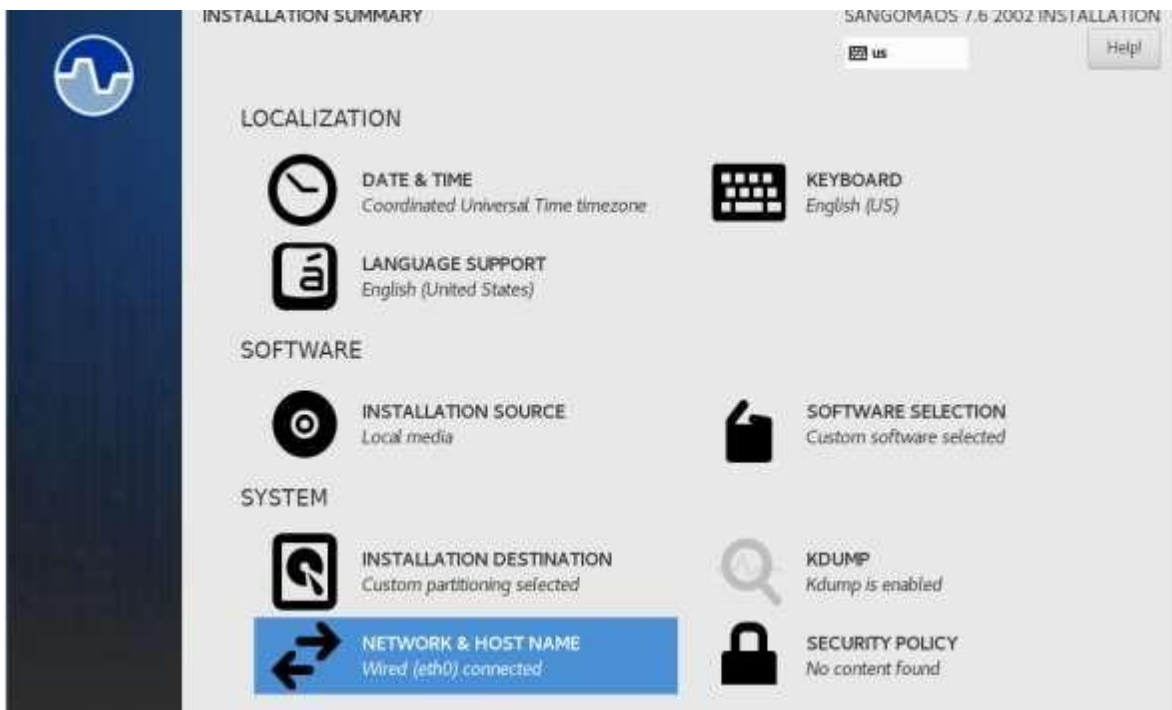 INSTALLATION SUMMARY
SANGOMAOS 7.6 2002 INSTALLATION
us
Help!
LOCALIZATION
DATE & TIME
Coordinated Universal Time timezone
KEYBOARD
English (US)
LANGUAGE SUPPORT
English (United States)
SOFTWARE
INSTALLATION SOURCE
Local media
SOFTWARE SELECTION
Custom software selected
SYSTEM
INSTALLATION DESTINATION
Custom partitioning selected
KDUMP
Kdump is enabled
NETWORK & HOST NAME
Wired (eth0) connected
SECURITY POLICY
No content found